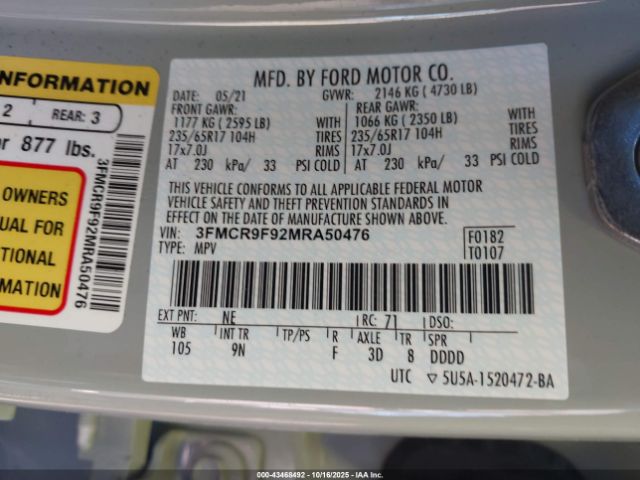 INFORMATION
2 REAR: 3
or 877 lbs.
OWNERS
UAL FOR
TIONAL
RMATION
3FMCR9F92MRA50476
MFD. BY FORD MOTOR CO.
DATE: 05/21 GVWR: 2146 KG ( 4730 LB)
FRONT GAWR: REAR GAWR:
1177 KG ( 2595 LB) 1066 KG ( 2350 LB)
235/65R17 104H TIRES 235/65R17 104H TIRES
17x7.0J RIMS 17x7.0J RIMS
AT 230 kPa/ 33 PSI COLD AT 230 kPa/ 33 PSI COLD
THIS VEHICLE CONFORMS TO ALL APPLICABLE FEDERAL MOTOR
VEHICLE SAFETY AND THEFT PREVENTION STANDARDS IN
EFFECT ON THE DATE OF MANUFACTURE SHOWN ABOVE.
VIN: 3FMCR9F92MRA50476 F0182
TYPE: MPV T0107
EXT PNT: NE RC: 71 DSO:
WB INT TR TP/PS R AXLE TR SPR
105 9N F 3D 8 DDDD
UTC ▽ 5U5A-1520472-BA
000-43468492 10/16/2025 IAA Inc.